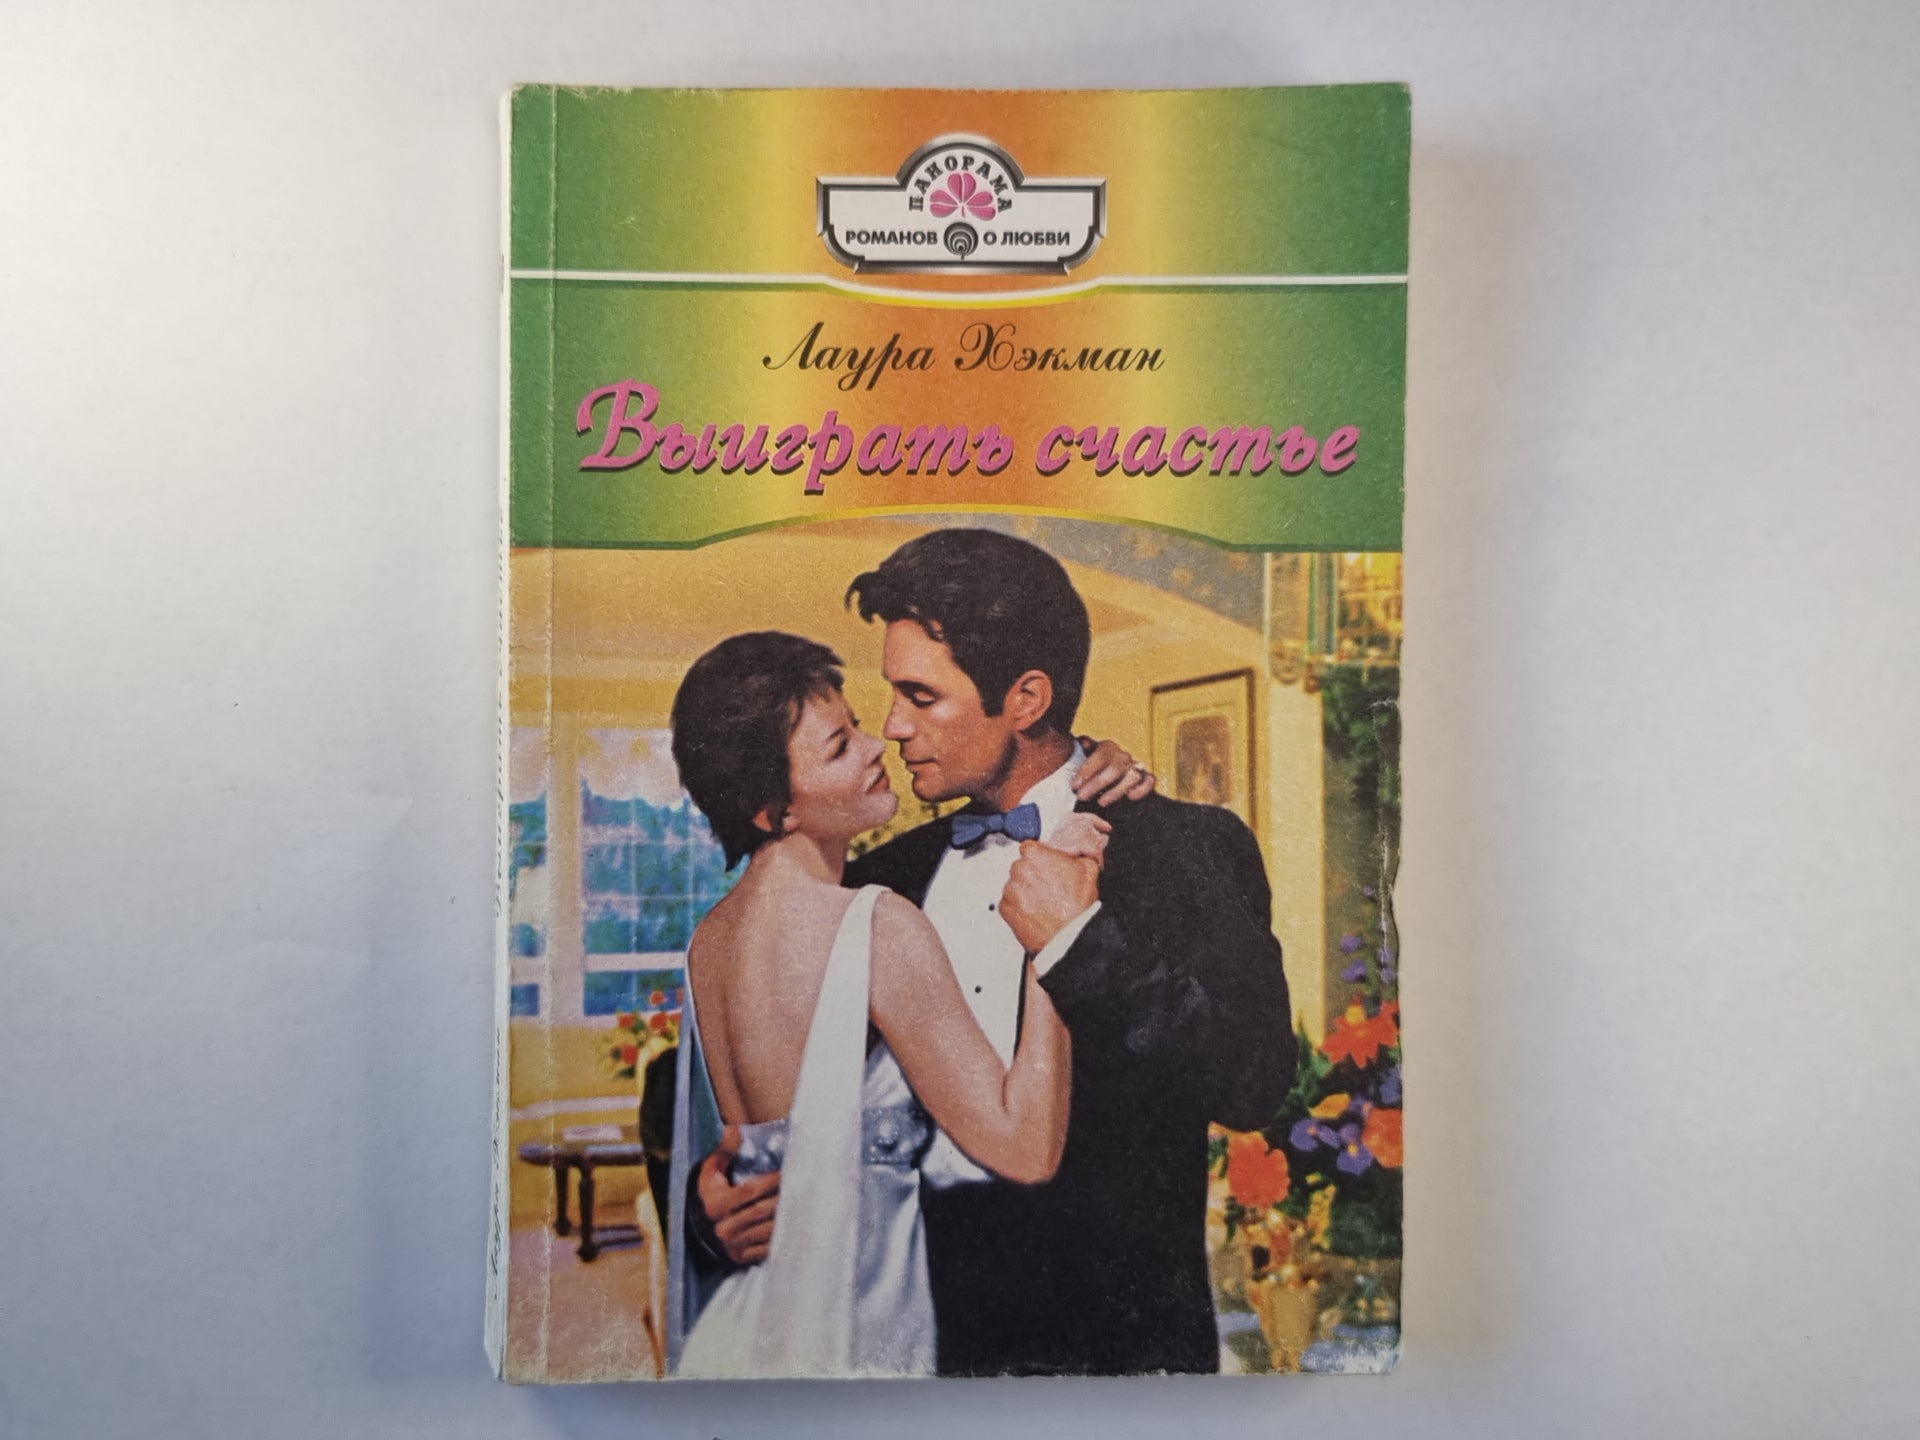 ПАНОРАМА
РОМАНОВ О ЛЮБВИ
Лаура Хэкман
Выиграть счастье